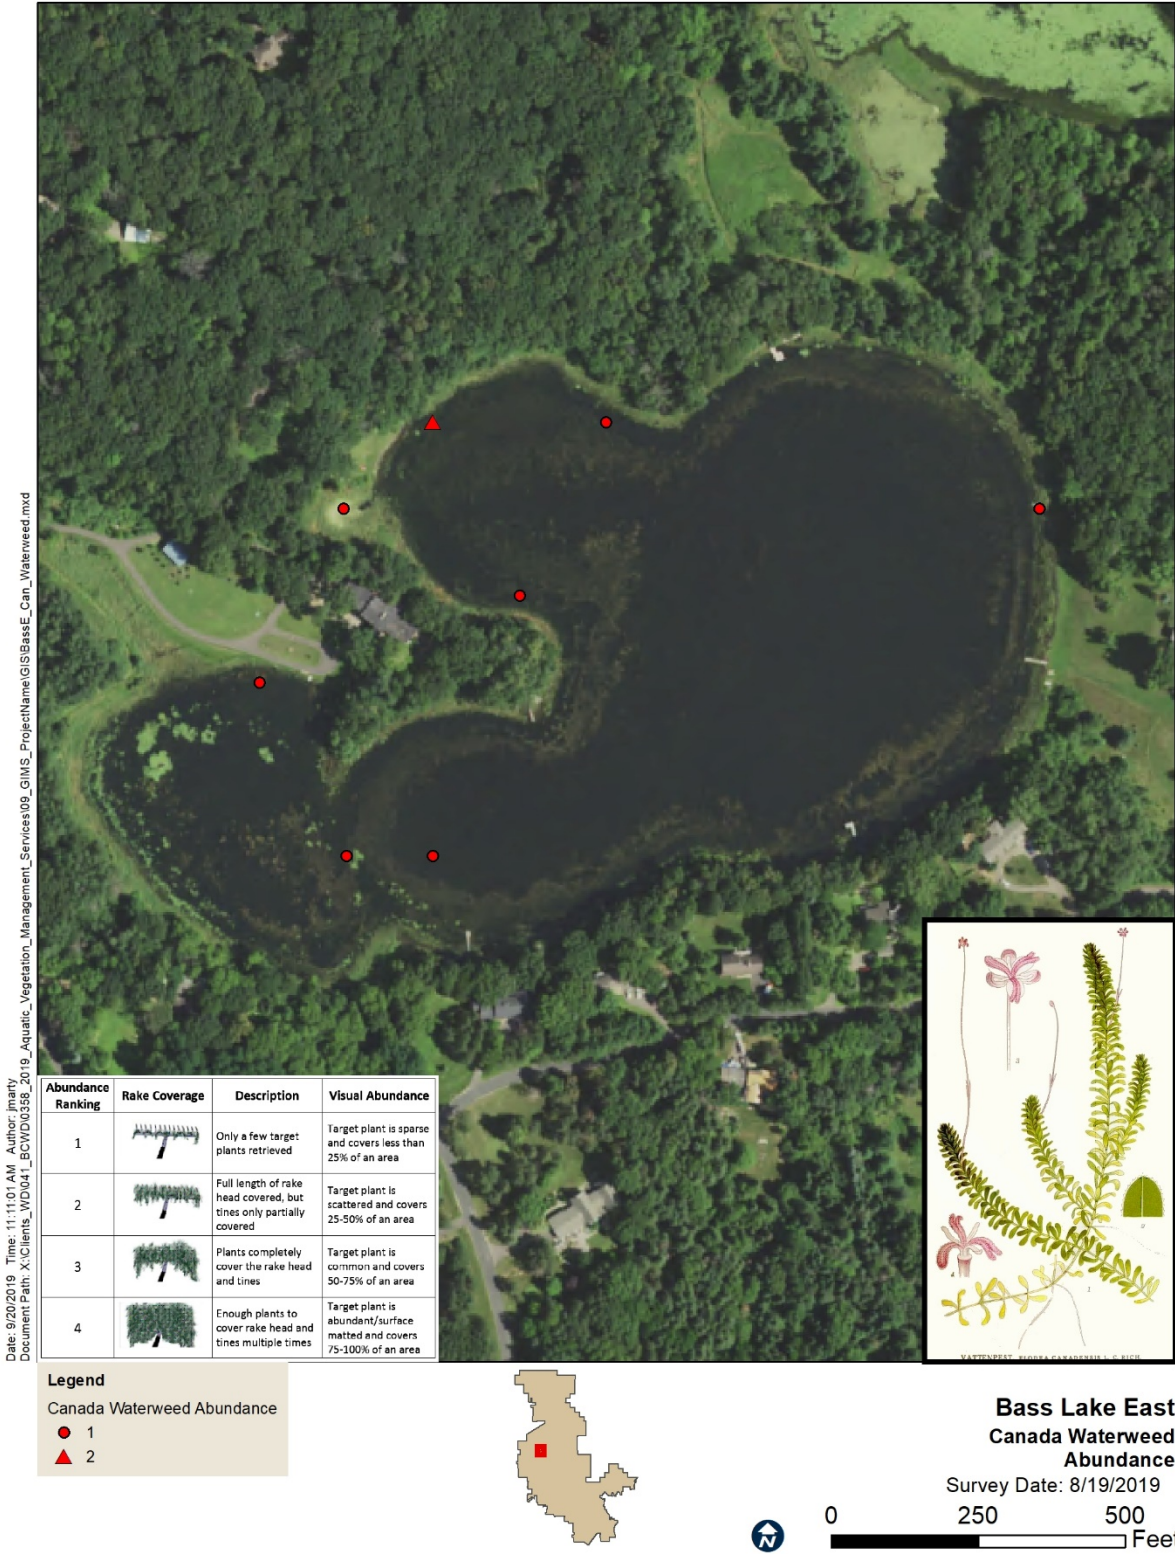 Date: 9/20/2019 Time: 11:11:01 AM Author: jmarty
Document Path: X:\Clients_WD\041_BCWD\0358_2019_Aquatic_Vegetation_Management_Services\09_GIMS_ProjectName\GIS\BassE_Can_Waterweed.mxd
Abundance Ranking Rake Coverage Description Visual Abundance
1
Only a few target
plants retrieved
Target plant is sparse
and covers less than
25% of an area
2
Full length of rake
head covered, but
tines only partially
covered
Target plant is
scattered and covers
25-50% of an area
3
Plants completely
cover the rake head
and tines
Target plant is
common and covers
50-75% of an area
4
Enough plants to
cover rake head and
tines multiple times
Target plant is
abundant/surface
matted and covers
75-100% of an area
VATTENPEST, ELODEA CANADENSIS L. C. RICH.
Legend
Canada Waterweed Abundance
1
2
N
Bass Lake East
Canada Waterweed
Abundance
Survey Date: 8/19/2019
0 250 500
Feet